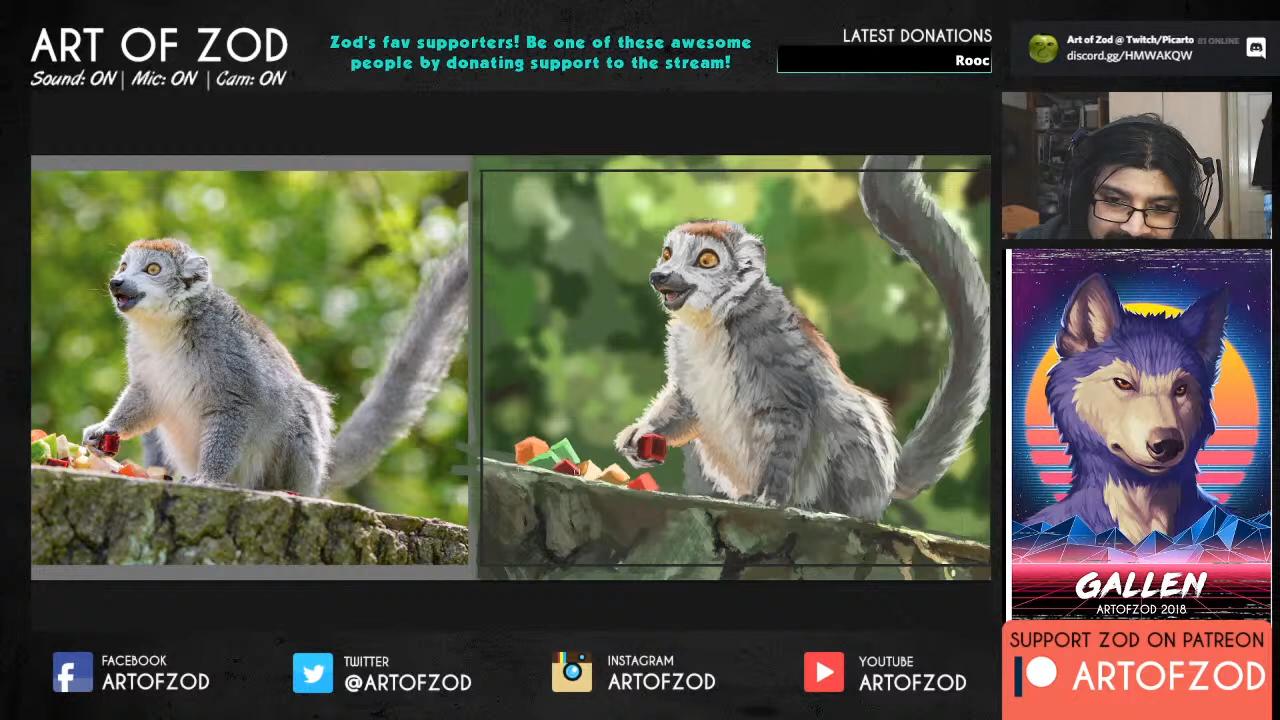 ART OF ZOD
Sound: ON | Mic: ON | Cam: ON
Zod's fav supporters! Be one of these awesome
people by donating support to the stream!
LATEST DONATIONS
Rooc
Art of Zod @ Twitch/Picarto 81 ONLINE
discord.gg/HMWAKQW
GALLEN
ARTOFZOD 2018
SUPPORT ZOD ON PATREON
ARTOFZOD
FACEBOOK
ARTOFZOD
TWITTER
@ARTOFZOD
INSTAGRAM
ARTOFZOD
YOUTUBE
ARTOFZOD